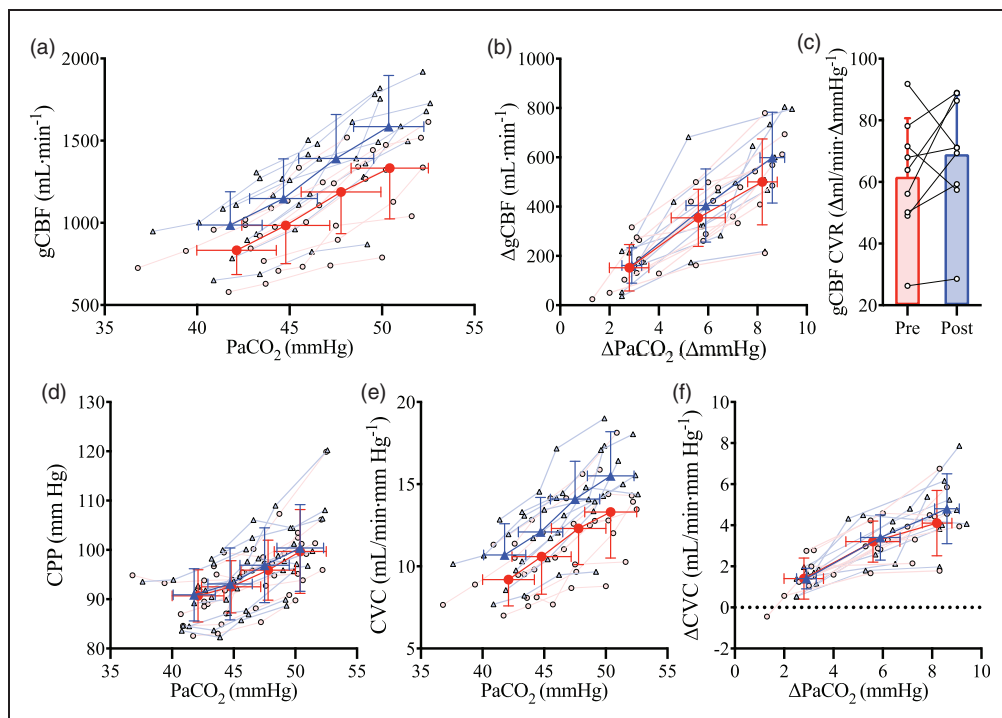 (a)
gCBF (mL·min⁻¹)
2000
1500
1000
500
35 40 45 50 55
PaCO₂ (mmHg)
(b)
ΔgCBF (mL·min⁻¹)
800
600
400
200
0
0 2 4 6 8 10
ΔPaCO₂ (ΔmmHg)
(c)
gCBF CVR (Δml/min·ΔmmHg⁻¹)
100
80
60
40
20
Pre Post
(d)
CPP (mm Hg)
130
120
110
100
90
80
35 45 55
PaCO₂ (mmHg)
(e)
CVC (mL/min·mm Hg⁻¹)
20
15
10
5
35 45 55
PaCO₂ (mmHg)
(f)
ΔCVC (mL/min·mm Hg⁻¹)
10
8
6
4
2
0
-2
0 2 4 6 8 10
ΔPaCO₂ (mmHg)